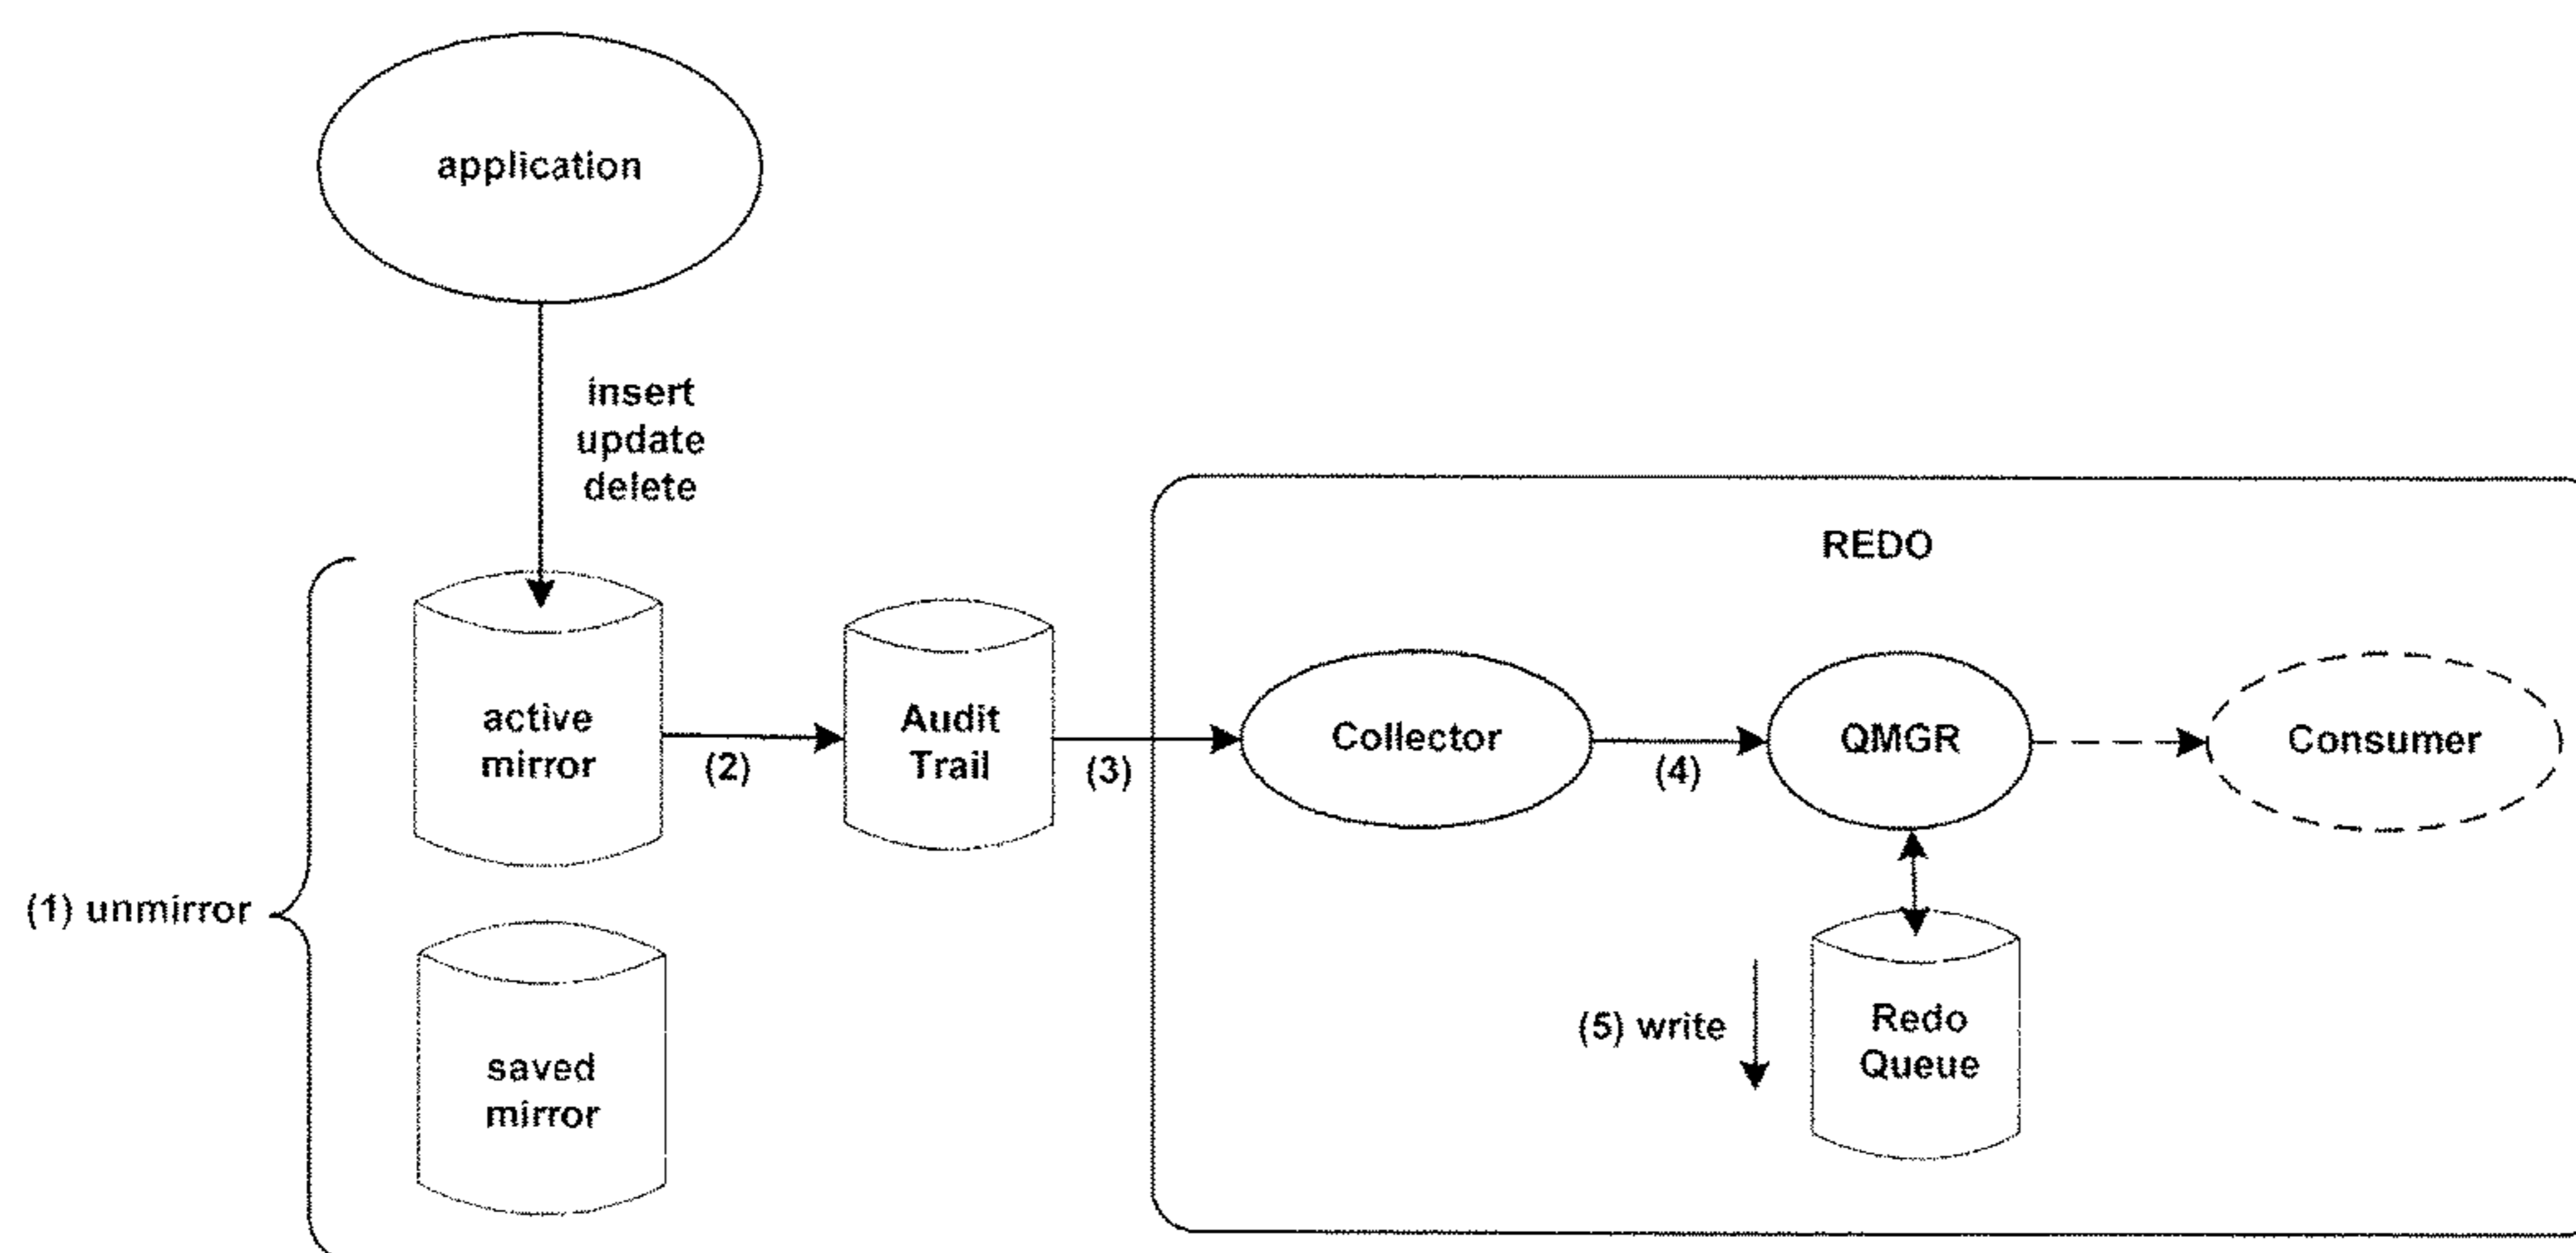 application
insert
update
delete
REDO
active
mirror
(2)
Audit
Trail
(3)
Collector
(4)
QMGR
Consumer
(1) unmirror
saved
mirror
(5) write
Redo
Queue